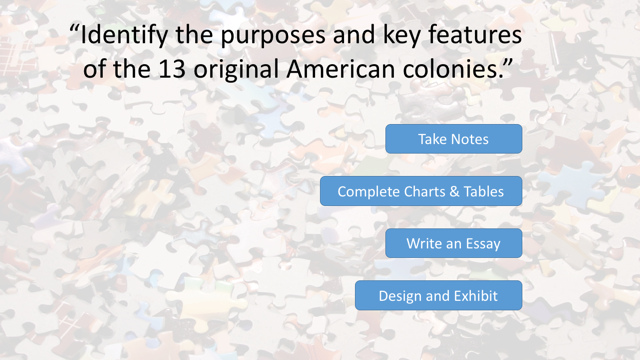 “Identify the purposes and key features
of the 13 original American colonies.”
Take Notes
Complete Charts & Tables
Write an Essay
Design and Exhibit